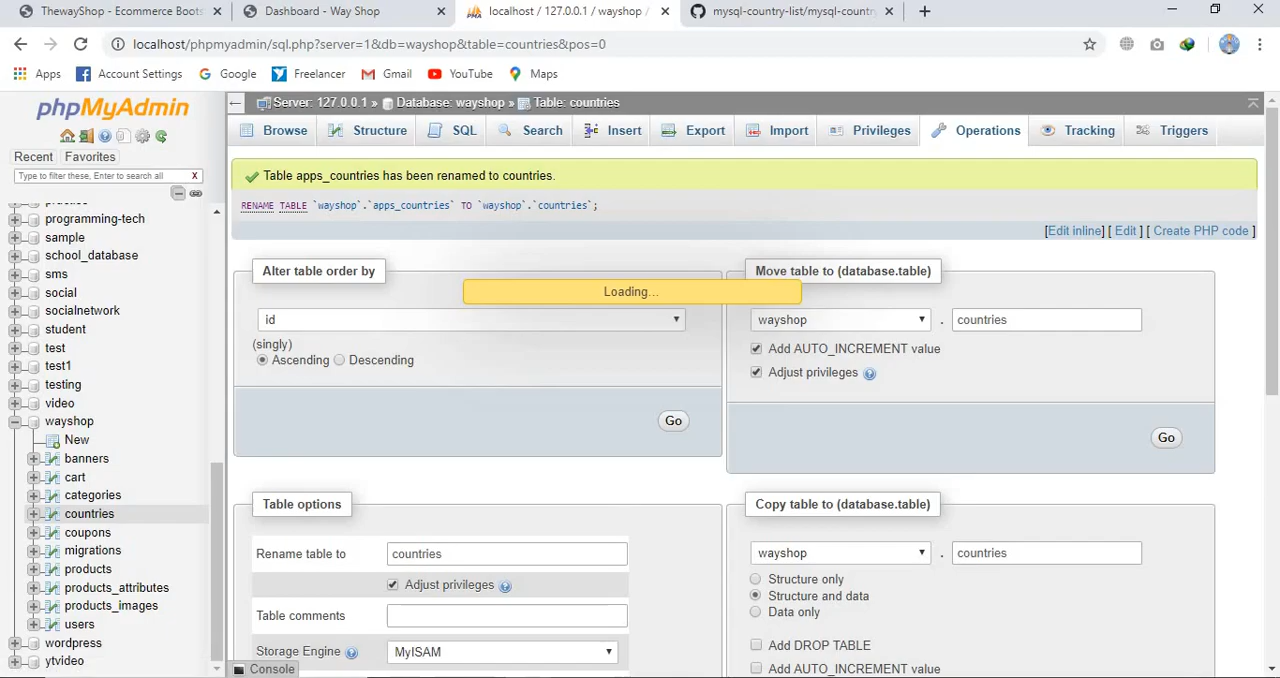 ThewayShop - Ecommerce Boots
Dashboard - Way Shop
localhost / 127.0.0.1 / wayshop /
mysql-country-list/mysql-countr
localhost/phpmyadmin/sql.php?server=1&db=wayshop&table=countries&pos=0
Apps
Account Settings
Google
Freelancer
Gmail
YouTube
Maps
phpMyAdmin
Recent
Favorites
Type to filter these, Enter to search all
X
programming-tech
sample
school_database
sms
social
socialnetwork
student
test
test1
testing
video
wayshop
New
banners
cart
categories
countries
coupons
migrations
products
products_attributes
products_images
users
wordpress
ytvideo
Server: 127.0.0.1 » Database: wayshop » Table: countries
Browse
Structure
SQL
Search
Insert
Export
Import
Privileges
Operations
Tracking
Triggers
Table apps_countries has been renamed to countries.
RENAME TABLE `wayshop`.`apps_countries` TO `wayshop`.`countries`;
[Edit inline] [ Edit ] [ Create PHP code ]
Alter table order by
id
(singly)
Ascending
Descending
Go
Loading...
Move table to (database.table)
wayshop
.
countries
Add AUTO_INCREMENT value
Adjust privileges
Go
Table options
Rename table to
countries
Adjust privileges
Table comments
Storage Engine
MyISAM
Copy table to (database.table)
wayshop
.
countries
Structure only
Structure and data
Data only
Add DROP TABLE
Add AUTO_INCREMENT value
Console